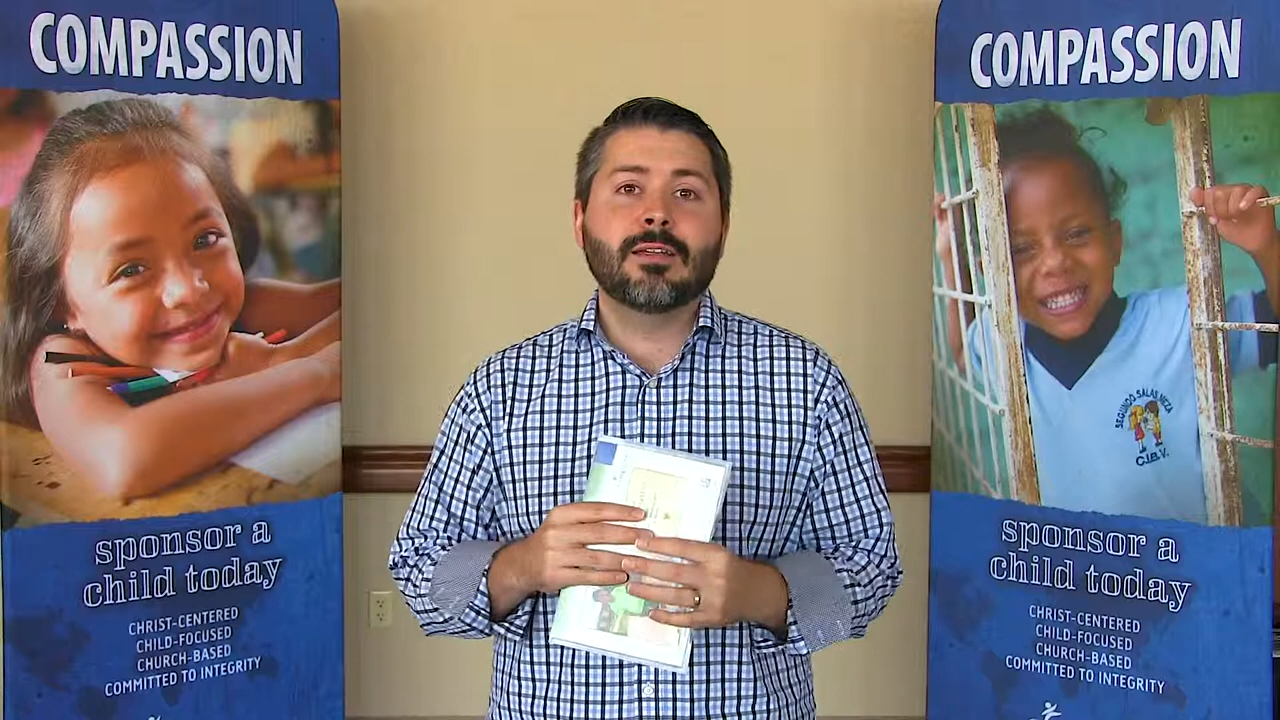 COMPASSION
sponsor a
child today
CHRIST-CENTERED
CHILD-FOCUSED
CHURCH-BASED
COMMITTED TO INTEGRITY
COMPASSION
SEGUNDO SALAS MEZA
C.I.B.V.
sponsor a
child today
CHRIST-CENTERED
CHILD-FOCUSED
CHURCH-BASED
COMMITTED TO INTEGRITY